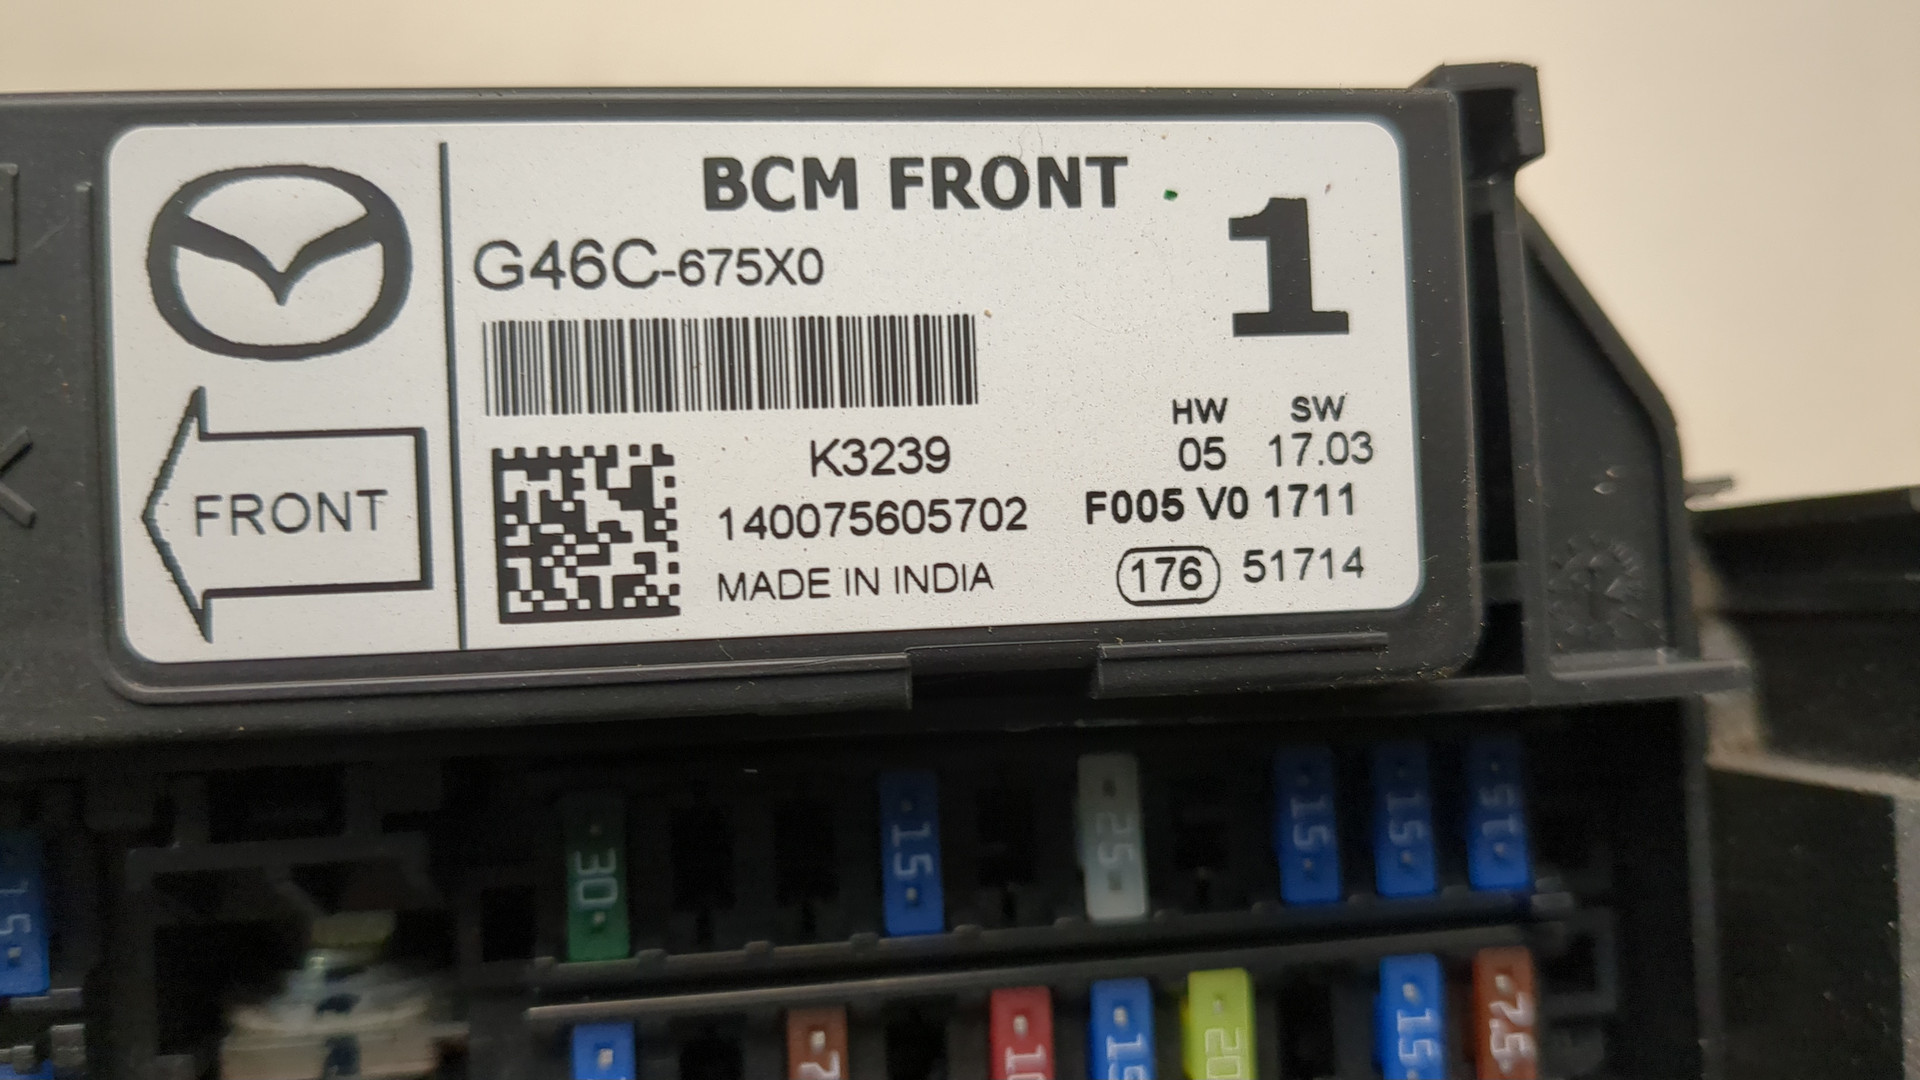 BCM FRONT
G46C-675X0
1
FRONT
K3239
140075605702
MADE IN INDIA
HW SW
05 17.03
F005 V0 1711
176 51714
30
15
25
15
15
15
15
10
15
20
15
7.5